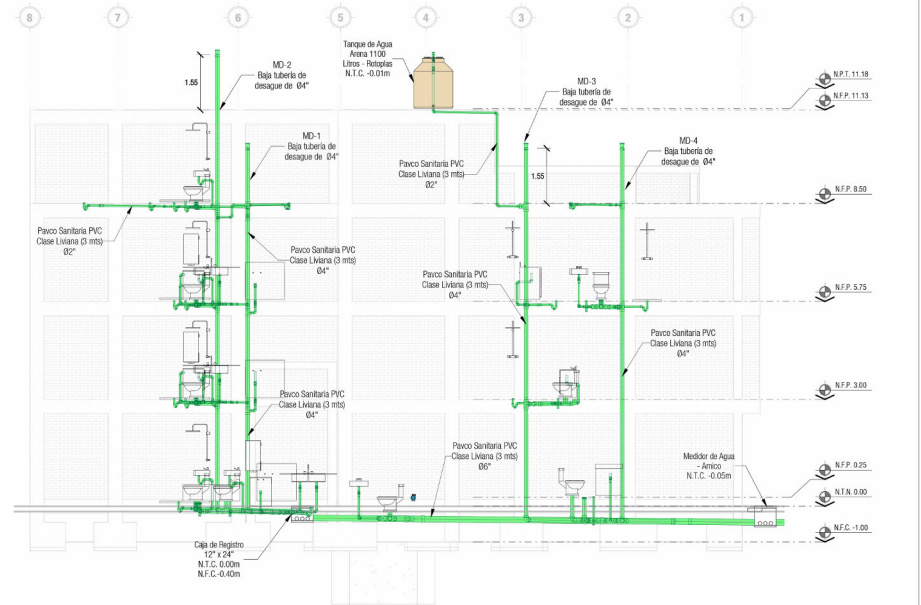 8
7
6
5
4
3
2
1
Tanque de Agua
Arena 1100
Litros - Rotoplas
N.T.C. -0.01m
MD-2
Baja tubería de
desague de Ø4"
1.55
MD-3
Baja tubería de
desague de Ø4"
N.P.T. 11.18
N.F.P. 11.13
MD-1
Baja tubería de
desague de Ø4"
MD-4
Baja tubería de
desague de Ø4"
Pavco Sanitaria PVC
Clase Liviana (3 mts)
Ø2"
1.55
N.F.P. 8.50
Pavco Sanitaria PVC
Clase Liviana (3 mts)
Ø2"
Pavco Sanitaria PVC
Clase Liviana (3 mts)
Ø4"
Pavco Sanitaria PVC
Clase Liviana (3 mts)
Ø4"
N.F.P. 5.75
Pavco Sanitaria PVC
Clase Liviana (3 mts)
Ø4"
N.F.P. 3.00
Pavco Sanitaria PVC
Clase Liviana (3 mts)
Ø4"
Pavco Sanitaria PVC
Clase Liviana (3 mts)
Ø6"
Medidor de Agua
- Amico
N.T.C. -0.05m
N.F.P. 0.25
N.T.N. 0.00
N.F.C. -1.00
Caja de Registro
12" x 24"
N.T.C. 0.00m
N.F.C.-0.40m